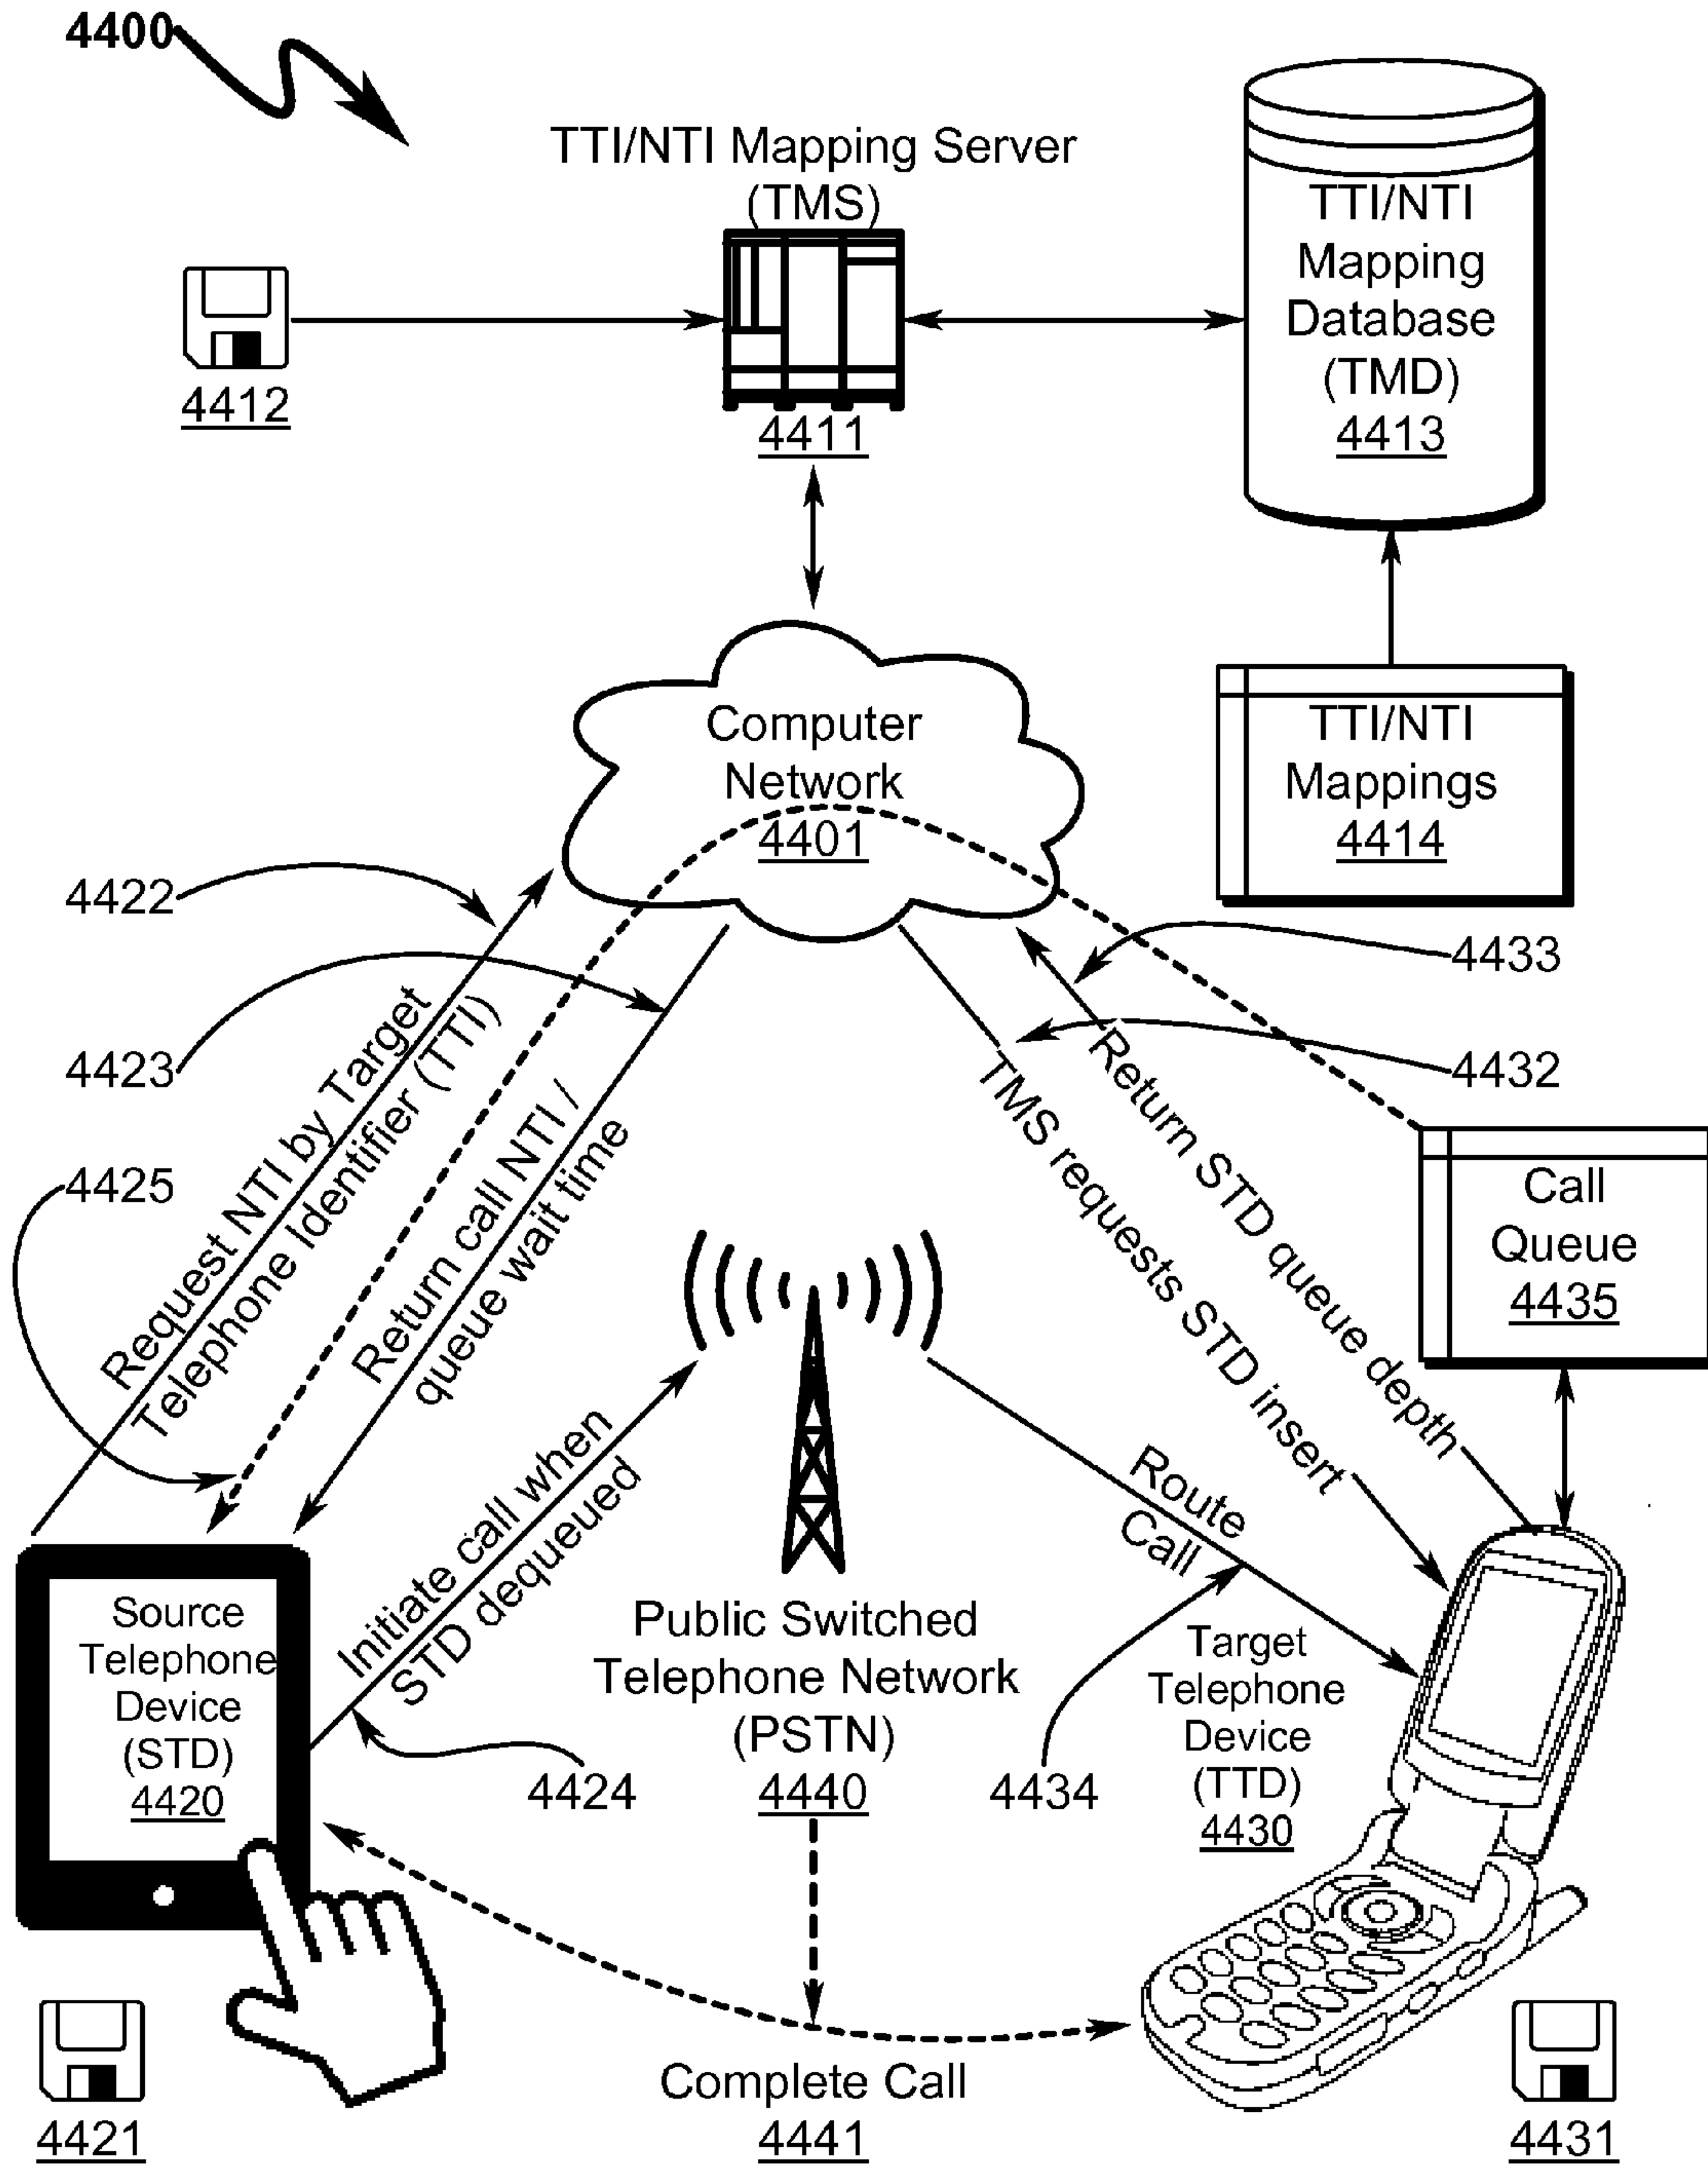 4400
TTI/NTI Mapping Server
(TMS)
4411
4412
TTI/NTI
Mapping
Database
(TMD)
4413
Computer
Network
4401
TTI/NTI
Mappings
4414
4422
4423
4425
4433
4432
Request NTI by Target
Telephone Identifier (TTI)
Return call NTI /
queue wait time
TMS requests STD insert
Return STD queue depth
Call
Queue
4435
Initiate call when
STD dequeued
Route
Call
Source
Telephone
Device
(STD)
4420
4424
Public Switched
Telephone Network
(PSTN)
4440
4434
Target
Telephone
Device
(TTD)
4430
Complete Call
4441
4421
4431